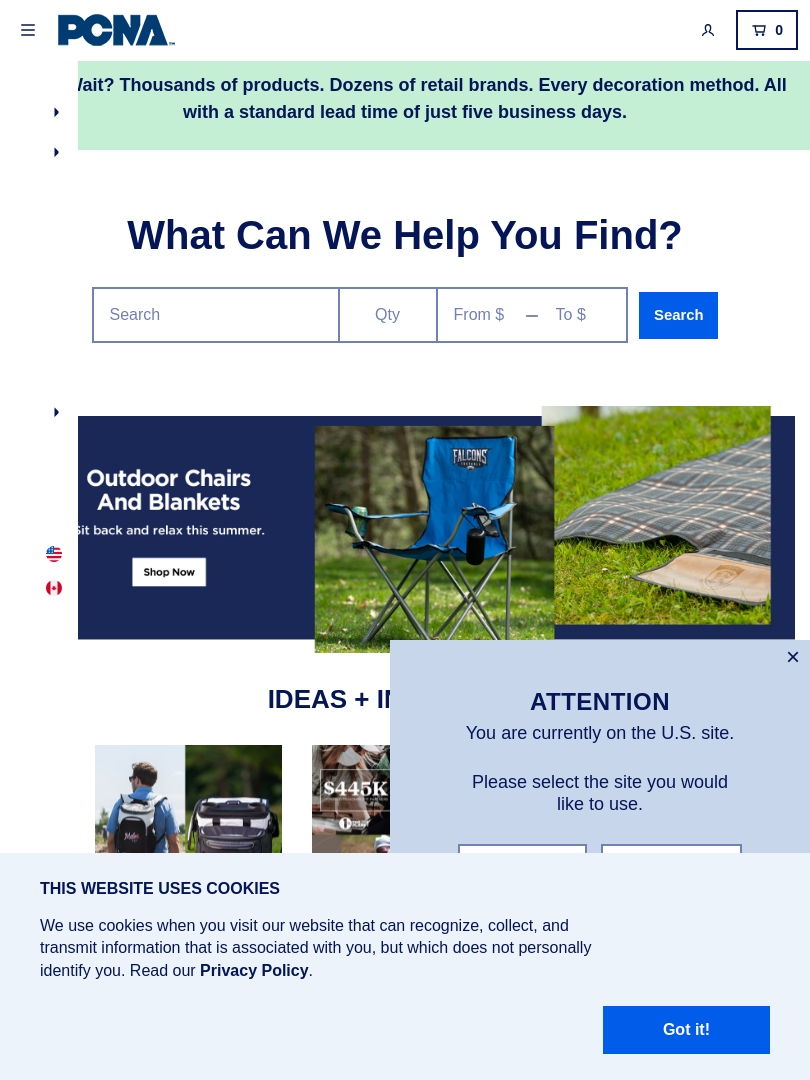 PCNA
0
Wait? Thousands of products. Dozens of retail brands. Every decoration method. All
with a standard lead time of just five business days.
What Can We Help You Find?
Search
Qty
From $
To $
Search
Outdoor Chairs
And Blankets
Sit back and relax this summer.
Shop Now
FALCONS
IDEAS +
$445K
ATTENTION
You are currently on the U.S. site.
Please select the site you would
like to use.
THIS WEBSITE USES COOKIES
We use cookies when you visit our website that can recognize, collect, and
transmit information that is associated with you, but which does not personally
identify you. Read our Privacy Policy.
Got it!